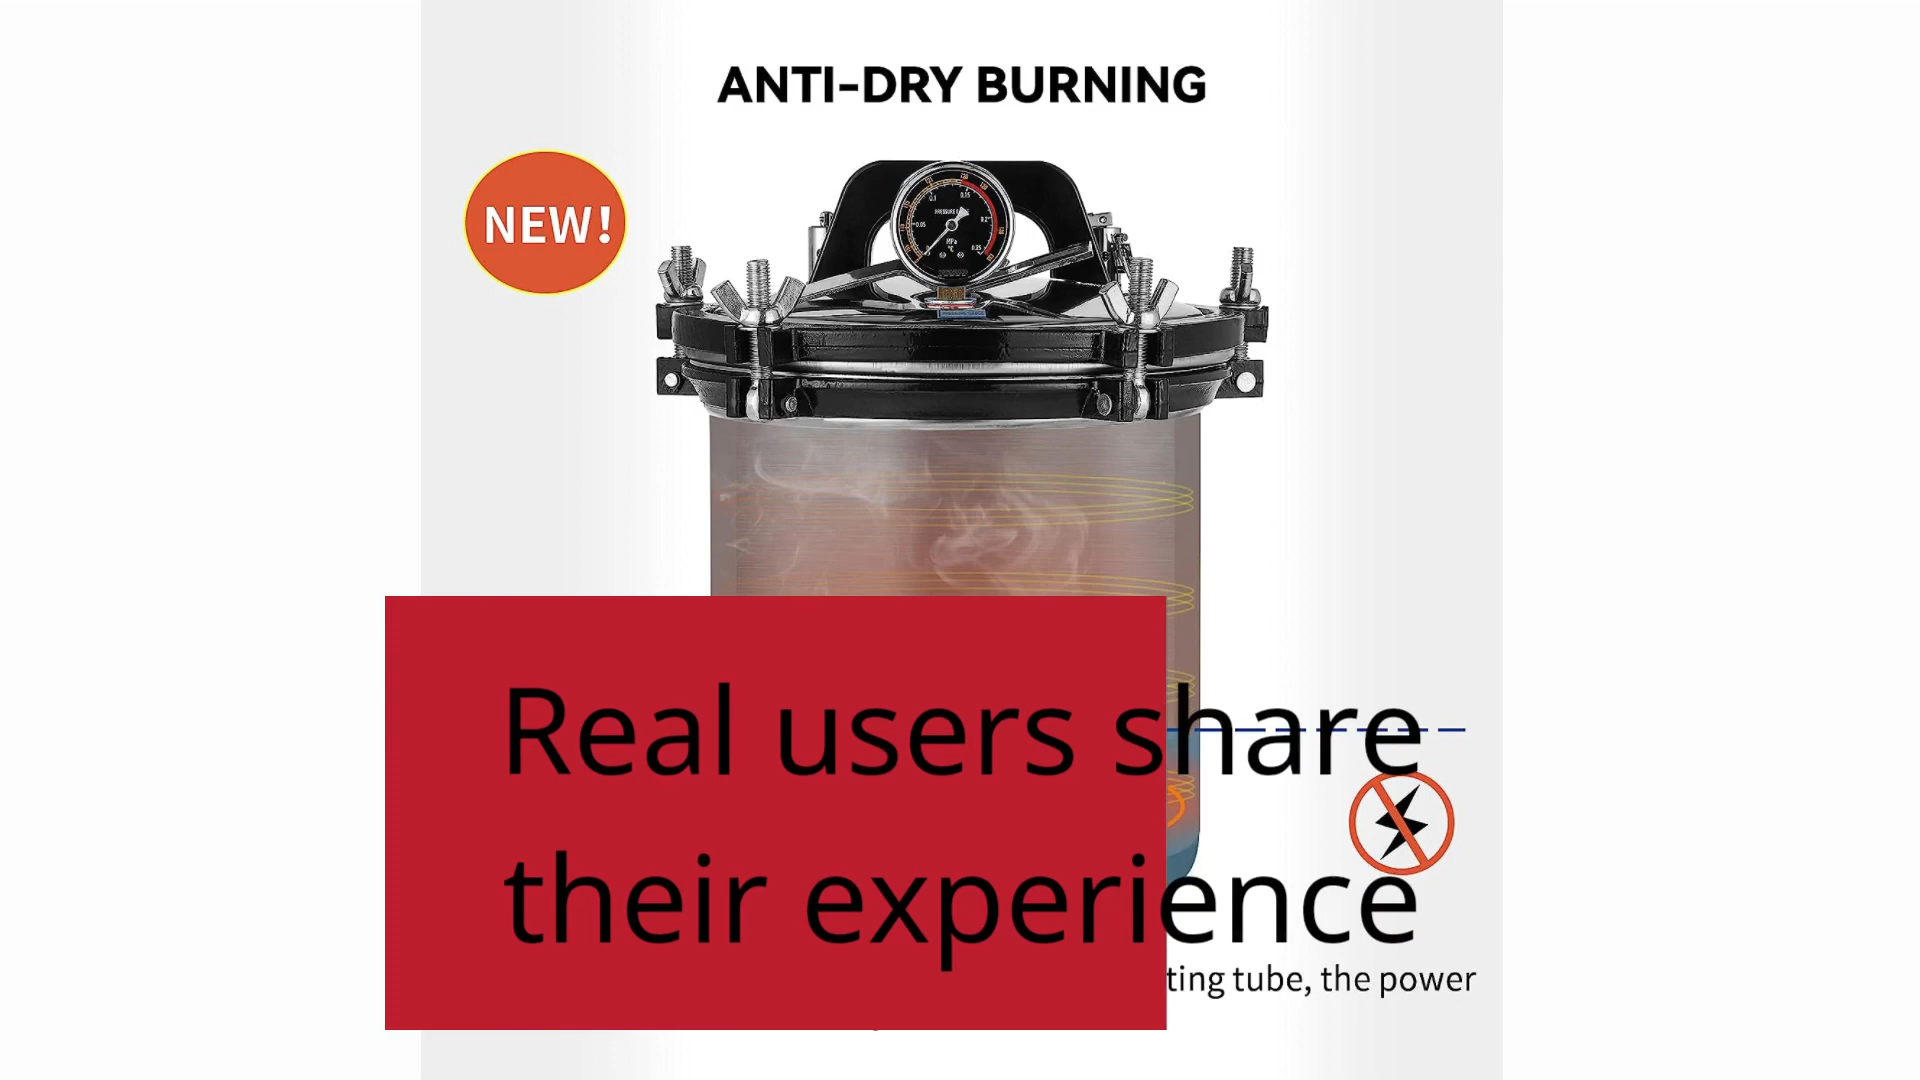 ANTI-DRY BURNING
NEW!
Real users share
their experience
ting tube, the power